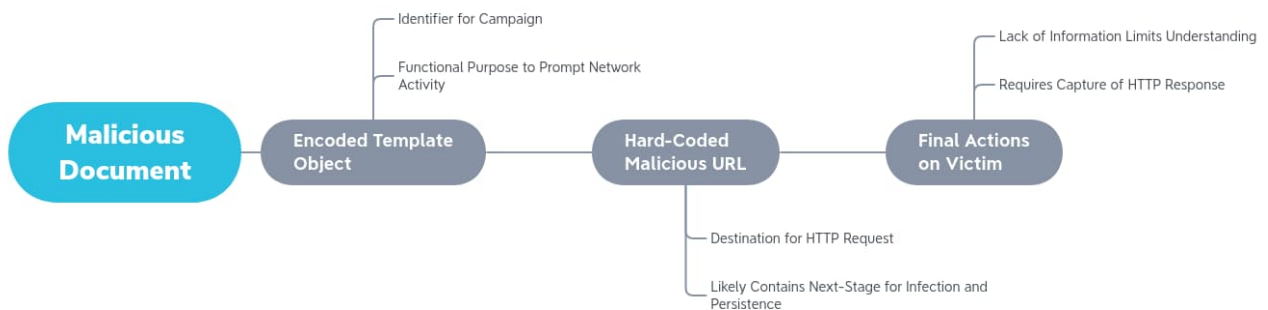 Malicious
Document
Identifier for Campaign
Functional Purpose to Prompt Network
Activity
Encoded Template
Object
Hard-Coded
Malicious URL
Destination for HTTP Request
Likely Contains Next-Stage for Infection and
Persistence
Lack of Information Limits Understanding
Requires Capture of HTTP Response
Final Actions
on Victim